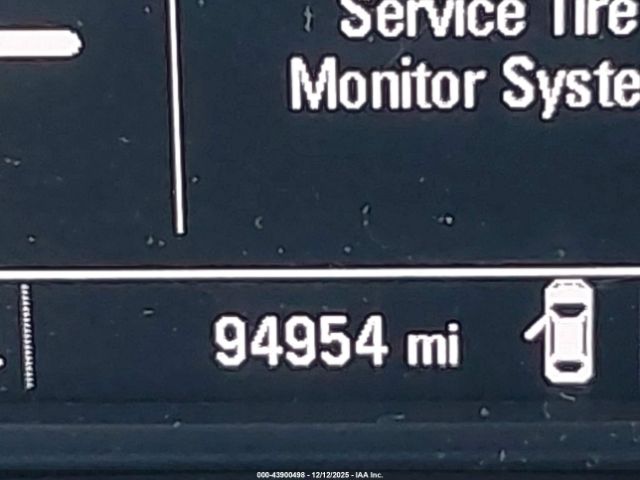 Service Tire
Monitor Syste
94954 mi
000-43900498 - 12/12/2025 - IAA Inc.